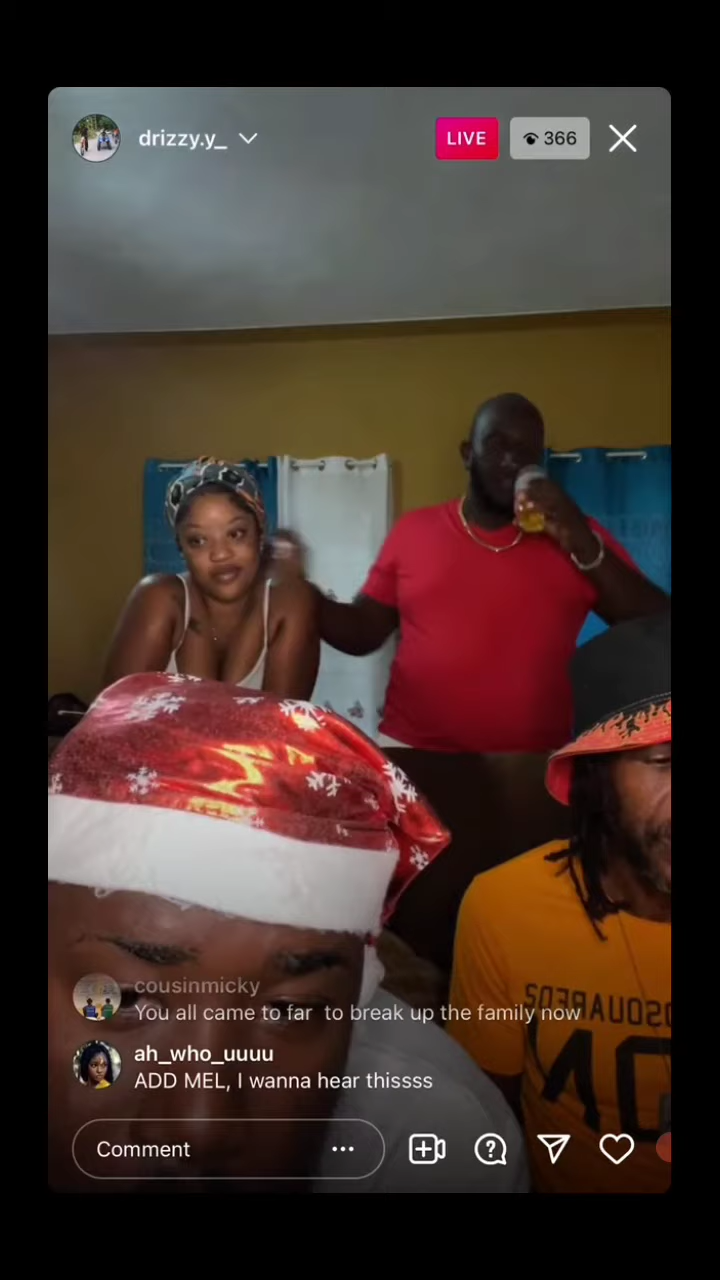 drizzy.y_
LIVE
366
cousinmicky
You all came to far to break up the family now
ah_who_uuuu
ADD MEL, I wanna hear thissss
Comment
DSQUARED2